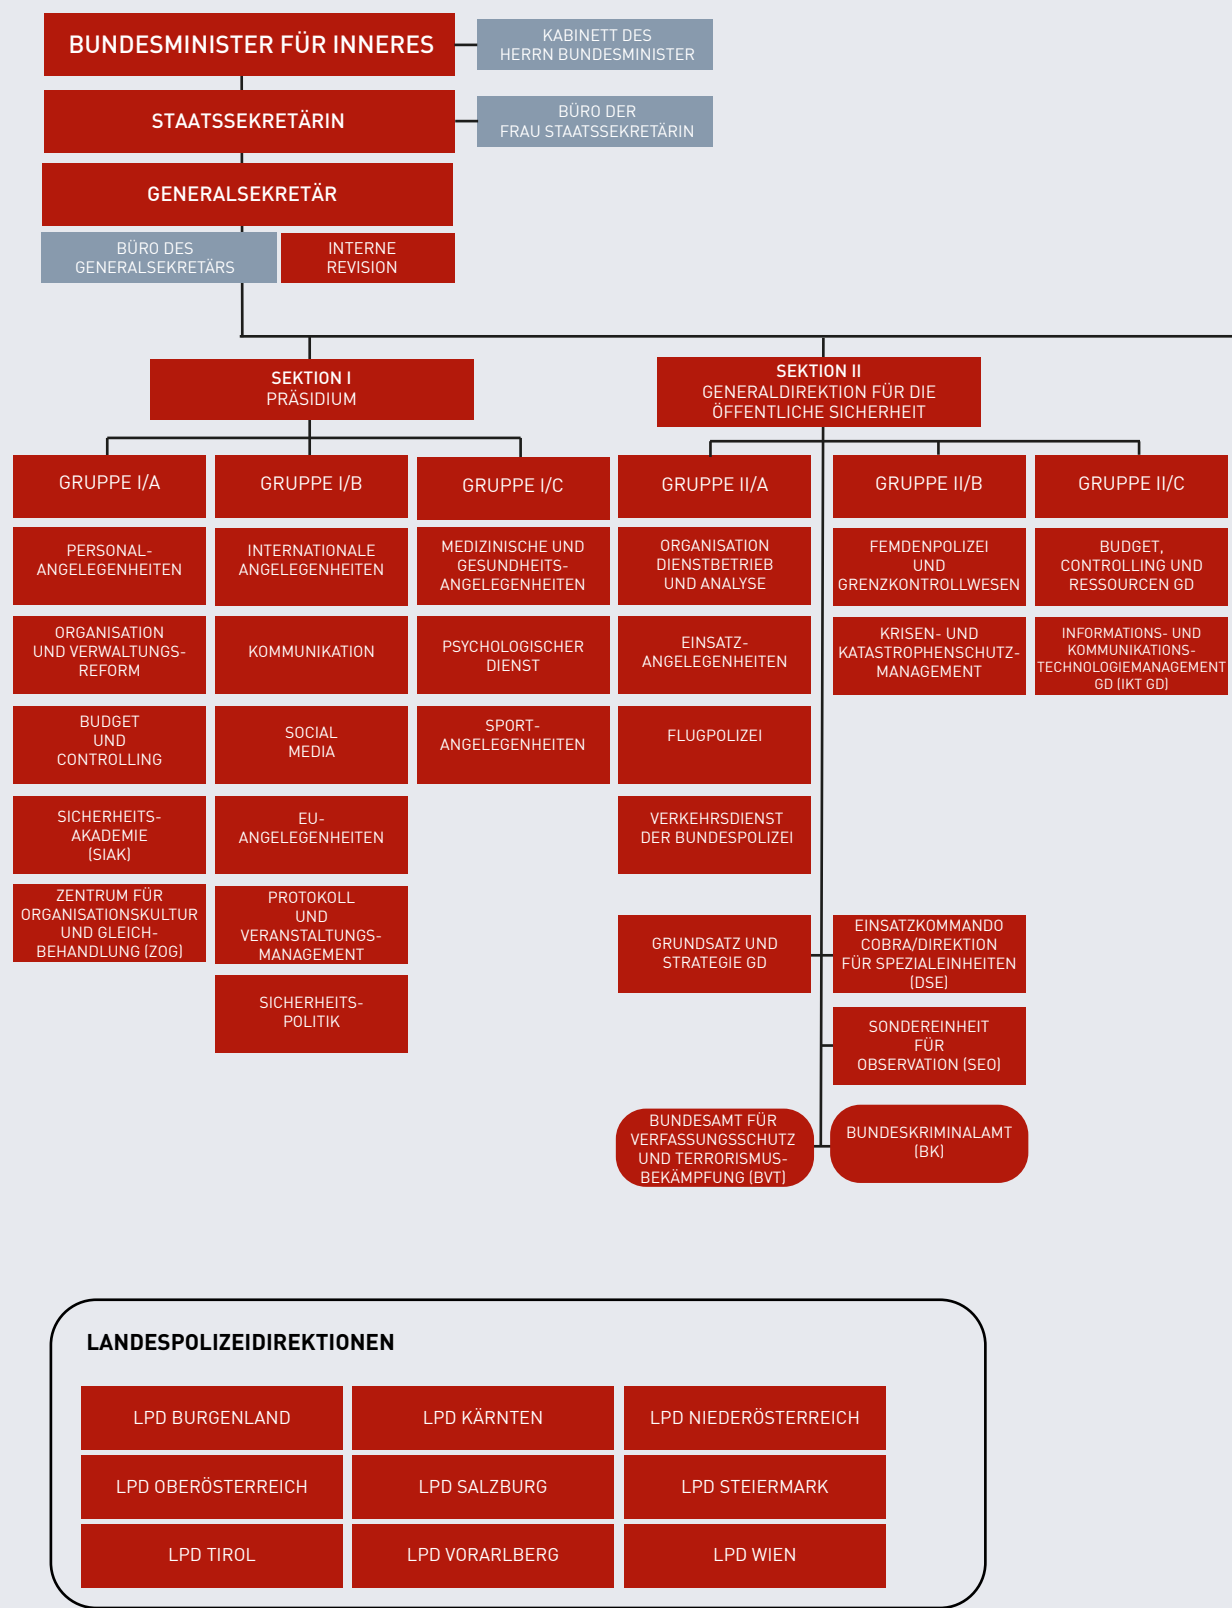 BUNDESMINISTER FÜR INNERES
KABINETT DES
HERRN BUNDESMINISTER
STAATSSEKRETÄRIN
BÜRO DER
FRAU STAATSSEKRETÄRIN
GENERALSEKRETÄR
BÜRO DES
GENERALSEKRETÄRS
INTERNE
REVISION
SEKTION I
PRÄSIDIUM
SEKTION II
GENERALDIREKTION FÜR DIE
ÖFFENTLICHE SICHERHEIT
GRUPPE I/A
PERSONAL-
ANGELEGENHEITEN
ORGANISATION
UND VERWALTUNGS-
REFORM
BUDGET
UND
CONTROLLING
SICHERHEITS-
AKADEMIE
(SIAK)
ZENTRUM FÜR
ORGANISATIONSKULTUR
UND GLEICH-
BEHANDLUNG (ZOG)
GRUPPE I/B
INTERNATIONALE
ANGELEGENHEITEN
KOMMUNIKATION
SOCIAL
MEDIA
EU-
ANGELEGENHEITEN
PROTOKOLL
UND
VERANSTALTUNGS-
MANAGEMENT
SICHERHEITS-
POLITIK
GRUPPE I/C
MEDIZINISCHE UND
GESUNDHEITS-
ANGELEGENHEITEN
PSYCHOLOGISCHER
DIENST
SPORT-
ANGELEGENHEITEN
GRUPPE II/A
ORGANISATION
DIENSTBETRIEB
UND ANALYSE
EINSATZ-
ANGELEGENHEITEN
FLUGPOLIZEI
VERKEHRSDIENST
DER BUNDESPOLIZEI
GRUPPE II/B
FEMDENPOLIZEI
UND
GRENZKONTROLLWESEN
KRISEN- UND
KATASTROPHENSCHUTZ-
MANAGEMENT
GRUPPE II/C
BUDGET,
CONTROLLING UND
RESSOURCEN GD
INFORMATIONS- UND
KOMMUNIKATIONS-
TECHNOLOGIEMANAGEMENT
GD (IKT GD)
GRUNDSATZ UND
STRATEGIE GD
EINSATZKOMMANDO
COBRA/DIREKTION
FÜR SPEZIALEINHEITEN
(DSE)
SONDEREINHEIT
FÜR
OBSERVATION (SEO)
BUNDESAMT FÜR
VERFASSUNGSSCHUTZ
UND TERRORISMUS-
BEKÄMPFUNG (BVT)
BUNDESKRIMINALAMT
(BK)
LANDESPOLIZEIDIREKTIONEN
LPD BURGENLAND
LPD KÄRNTEN
LPD NIEDERÖSTERREICH
LPD OBERÖSTERREICH
LPD SALZBURG
LPD STEIERMARK
LPD TIROL
LPD VORARLBERG
LPD WIEN